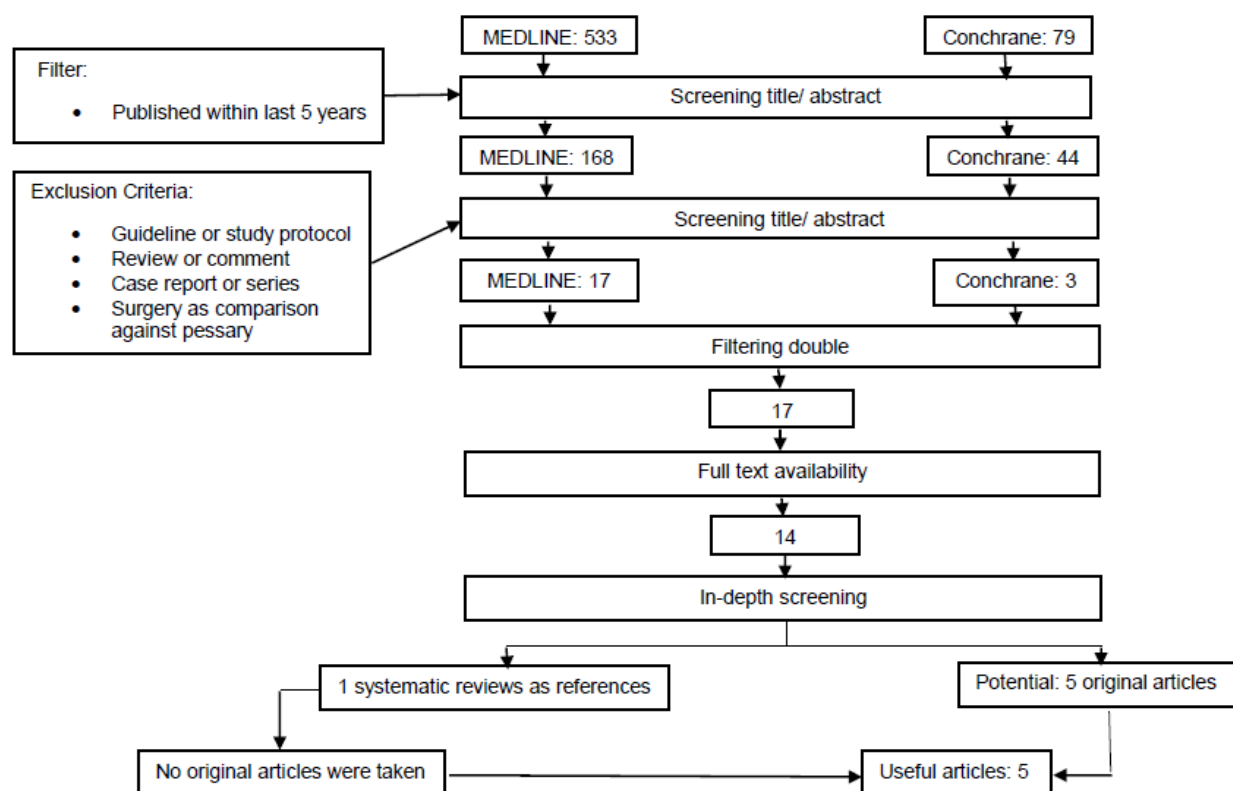 MEDLINE: 533
Conchrane: 79
Filter:
• Published within last 5 years
Screening title/ abstract
MEDLINE: 168
Conchrane: 44
Exclusion Criteria:
• Guideline or study protocol
• Review or comment
• Case report or series
• Surgery as comparison
against pessary
Screening title/ abstract
MEDLINE: 17
Conchrane: 3
Filtering double
17
Full text availability
14
In-depth screening
1 systematic reviews as references
Potential: 5 original articles
No original articles were taken
Useful articles: 5